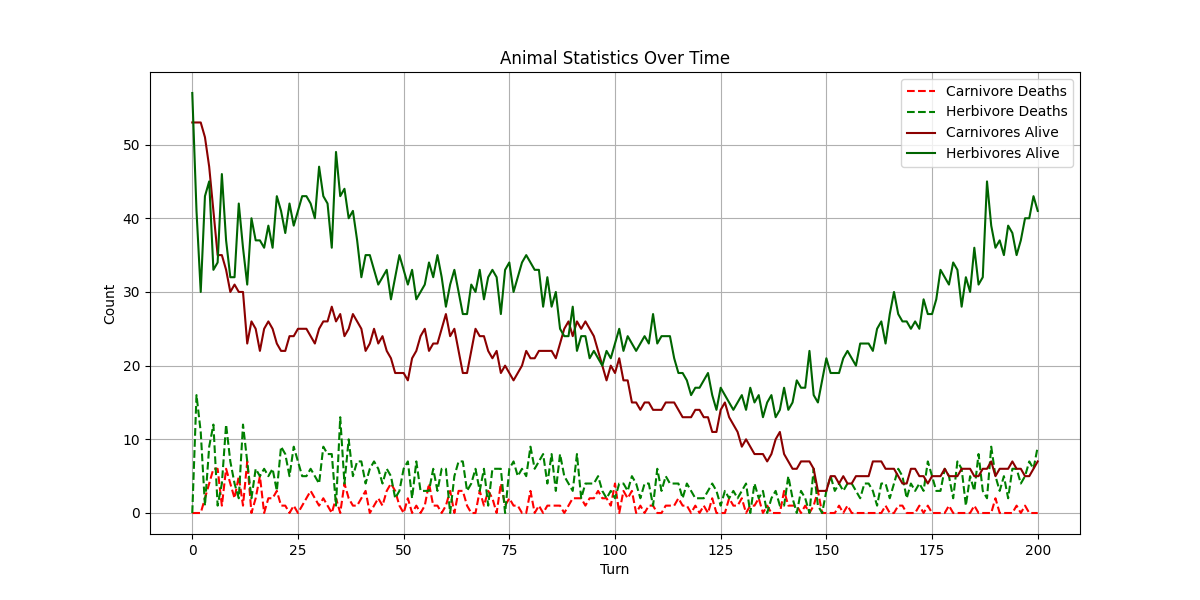 Animal Statistics Over Time
Carnivore Deaths
Herbivore Deaths
Carnivores Alive
Herbivores Alive
50
40
30
20
10
0
Count
0 25 50 75 100 125 150 175 200
Turn